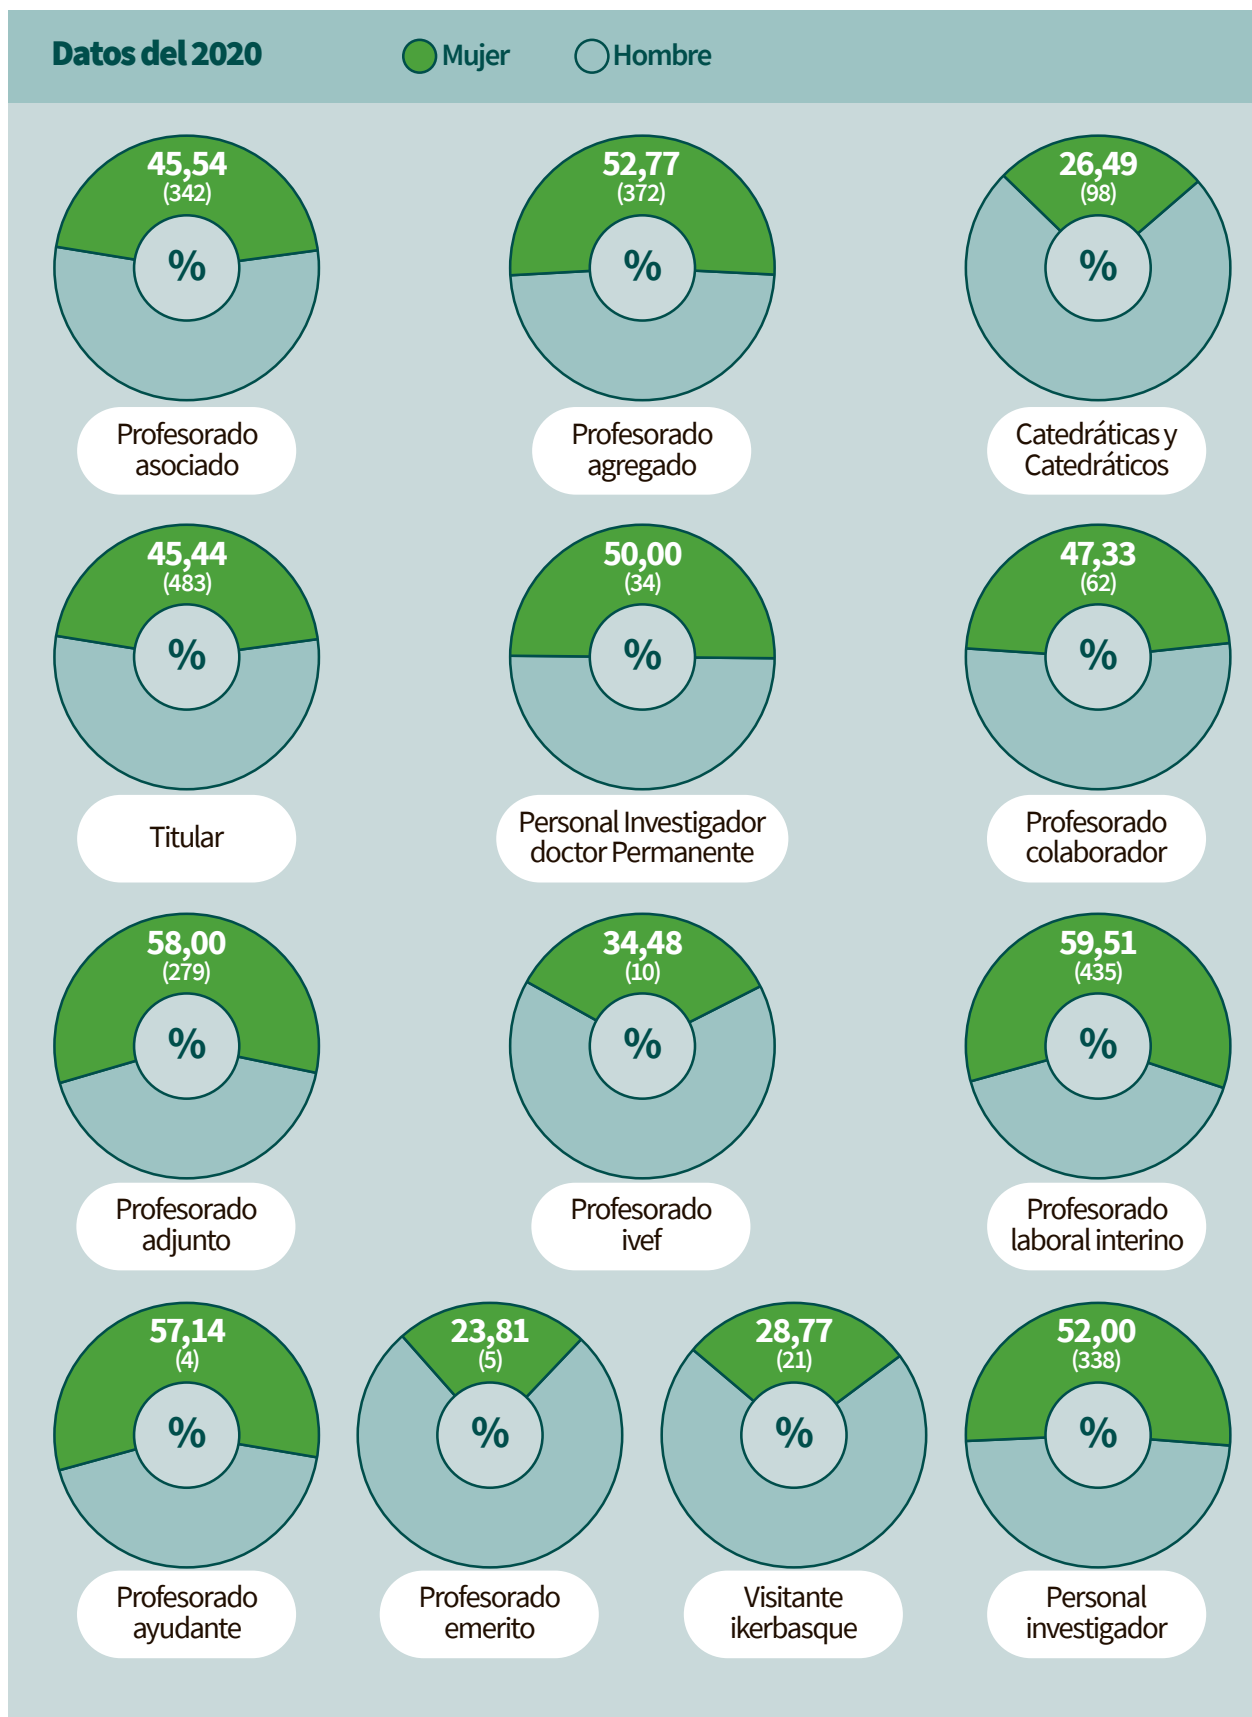 Datos del 2020
Mujer
Hombre
45,54
(342)
%
Profesorado
asociado
52,77
(372)
%
Profesorado
agregado
26,49
(98)
%
Catedráticas y
Catedráticos
45,44
(483)
%
Titular
50,00
(34)
%
Personal Investigador
doctor Permanente
47,33
(62)
%
Profesorado
colaborador
58,00
(279)
%
Profesorado
adjunto
34,48
(10)
%
Profesorado
ivef
59,51
(435)
%
Profesorado
laboral interino
57,14
(4)
%
Profesorado
ayudante
23,81
(5)
%
Profesorado
emerito
28,77
(21)
%
Visitante
ikerbasque
52,00
(338)
%
Personal
investigador